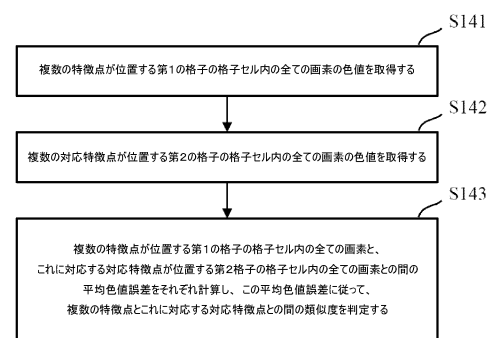 S141
複数の特徴点が位置する第1の格子の格子セル内の全ての画素の色値を取得する
S142
複数の対応特徴点が位置する第2の格子の格子セル内の全ての画素の色値を取得する
S143
複数の特徴点が位置する第1の格子の格子セル内の全ての画素と、
これに対応する対応特徴点が位置する第2格子の格子セル内の全ての画素との間の
平均色値誤差をそれぞれ計算し、この平均色値誤差に従って、
複数の特徴点とこれに対応する対応特徴点との間の類似度を判定する